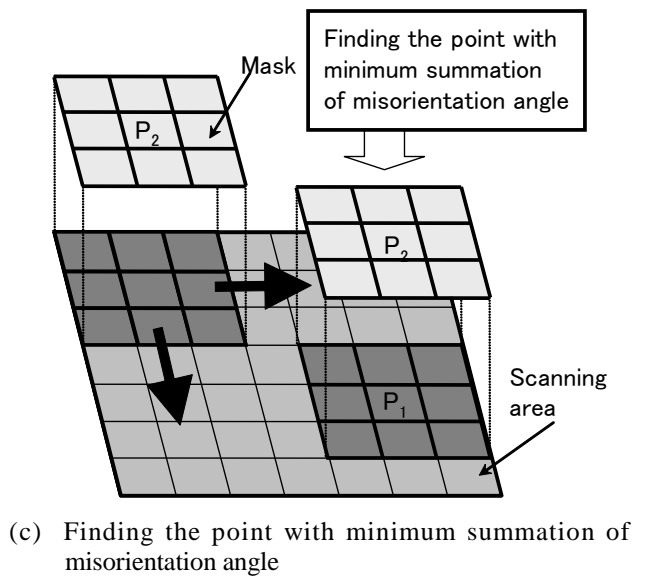 Finding the point with
minimum summation
of misorientation angle
Mask
P2
P2
P1
Scanning
area
(c) Finding the point with minimum summation of
misorientation angle